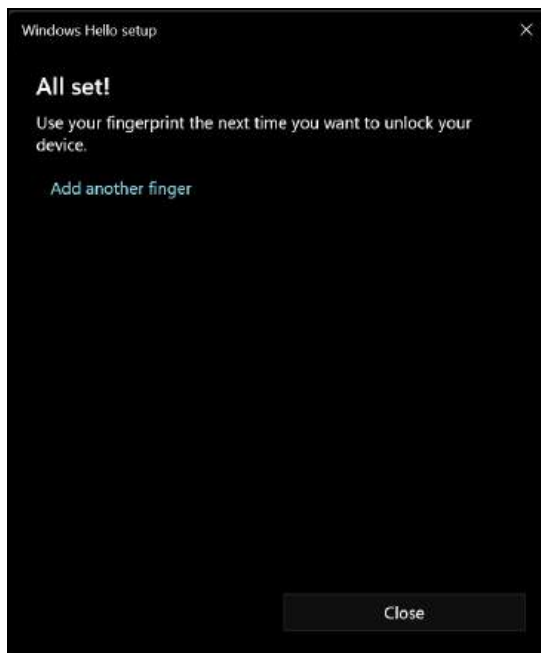 Windows Hello setup
All set!
Use your fingerprint the next time you want to unlock your
device.
Add another finger
Close